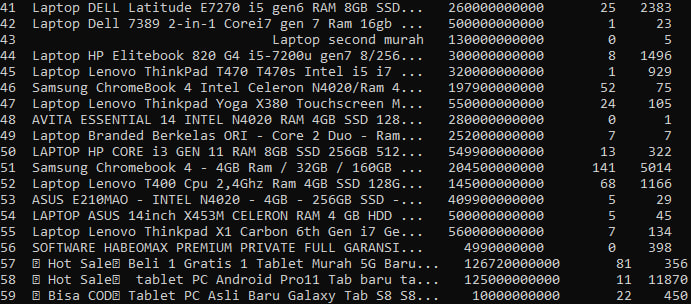 41 Laptop DELL Latitude E7270 i5 gen6 RAM 8GB SSD... 260000000000 25 2383
42 Laptop Dell 7389 2-in-1 Corei7 gen 7 Ram 16gb ... 500000000000 1 23
43 Laptop second murah 130000000000 0 5
44 Laptop HP Elitebook 820 G4 i5-7200u gen7 8/256... 300000000000 8 1496
45 Laptop Lenovo ThinkPad T470 T470s Intel i5 i7 ... 320000000000 1 929
46 Samsung ChromeBook 4 Intel Celeron N4020/Ram 4... 197900000000 52 75
47 Laptop Lenovo Thinkpad Yoga X380 Touchscreen M... 550000000000 24 105
48 AVITA ESSENTIAL 14 INTEL N4020 RAM 4GB SSD 128... 280000000000 0 1
49 Laptop Branded Berkelas ORI - Core 2 Duo - Ram... 252000000000 7 7
50 LAPTOP HP CORE i3 GEN 11 RAM 8GB SSD 256GB 512... 549900000000 13 322
51 Samsung Chromebook 4 - 4GB Ram / 32GB / 160GB ... 204500000000 141 5014
52 Laptop Lenovo T400 Cpu 2,4Ghz Ram 4GB SSD 128G... 145000000000 68 1166
53 ASUS E210MAO - INTEL N4020 - 4GB - 256GB SSD -... 409900000000 5 29
54 LAPTOP ASUS 14inch X453M CELERON RAM 4 GB HDD ... 500000000000 5 45
55 Laptop Lenovo Thinkpad X1 Carbon 6th Gen i7 Ge... 560000000000 7 134
56 SOFTWARE HABEOMAX PREMIUM PRIVATE FULL GARANSI... 4990000000 0 398
57 Hot Sale Beli 1 Gratis 1 Tablet Murah 5G Baru... 126720000000 81 356
58 Hot Sale tablet PC Android Pro11 Tab baru ta... 125000000000 11 11870
59 Bisa COD Tablet PC Asli Baru Galaxy Tab S8 S8... 10000000000 22 450